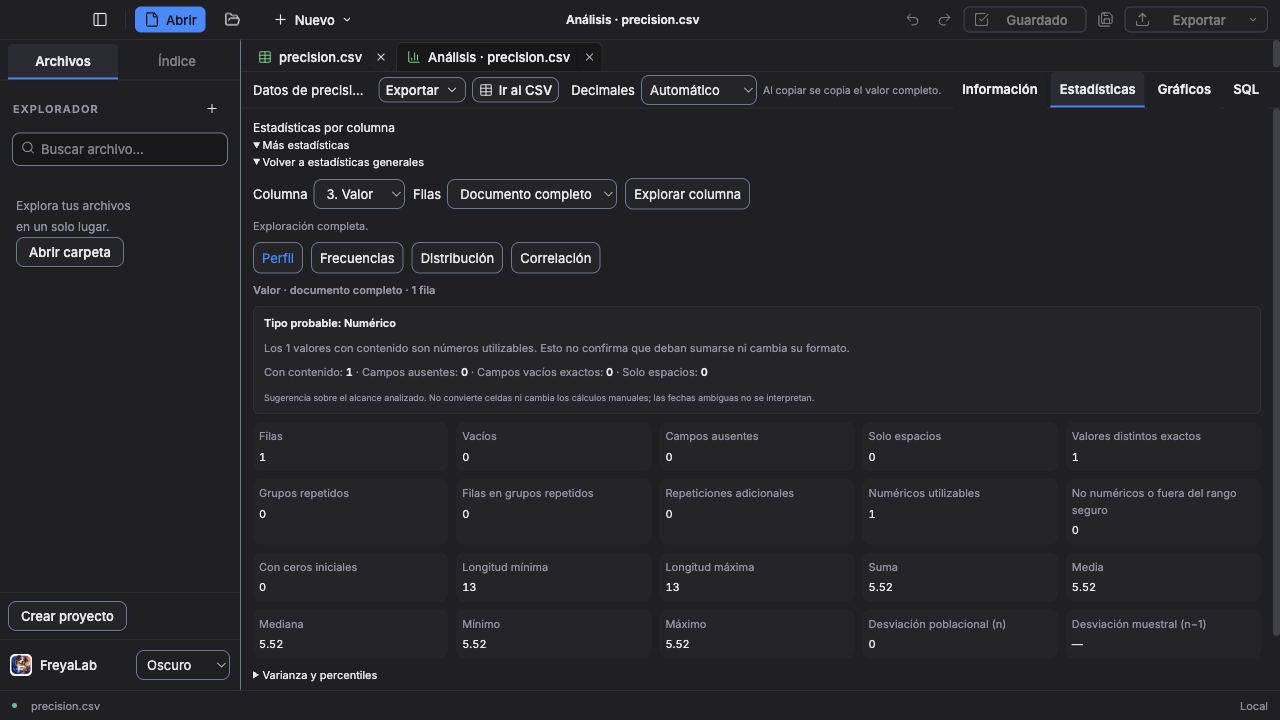 Abrir
Nuevo
Análisis · precision.csv
Guardado
Exportar
Archivos
Índice
precision.csv
Análisis · precision.csv
Datos de precisi...
Exportar
Ir al CSV
Decimales
Automático
Al copiar se copia el valor completo.
Información
Estadísticas
Gráficos
SQL
EXPLORADOR
Buscar archivo...
Explora tus archivos
en un solo lugar.
Abrir carpeta
Estadísticas por columna
Más estadísticas
Volver a estadísticas generales
Columna
3. Valor
Filas
Documento completo
Explorar columna
Exploración completa.
Perfil
Frecuencias
Distribución
Correlación
Valor · documento completo · 1 fila
Tipo probable: Numérico
Los 1 valores con contenido son números utilizables. Esto no confirma que deban sumarse ni cambia su formato.
Con contenido: 1 · Campos ausentes: 0 · Campos vacíos exactos: 0 · Solo espacios: 0
Sugerencia sobre el alcance analizado. No convierte celdas ni cambia los cálculos manuales; las fechas ambiguas no se interpretan.
Filas
1
Vacíos
0
Campos ausentes
0
Solo espacios
0
Valores distintos exactos
1
Grupos repetidos
0
Filas en grupos repetidos
0
Repeticiones adicionales
0
Numéricos utilizables
1
No numéricos o fuera del rango
seguro
0
Con ceros iniciales
0
Longitud mínima
13
Longitud máxima
13
Suma
5.52
Media
5.52
Mediana
5.52
Mínimo
5.52
Máximo
5.52
Desviación poblacional (n)
0
Desviación muestral (n−1)
—
Varianza y percentiles
Crear proyecto
FreyaLab
Oscuro
precision.csv
Local